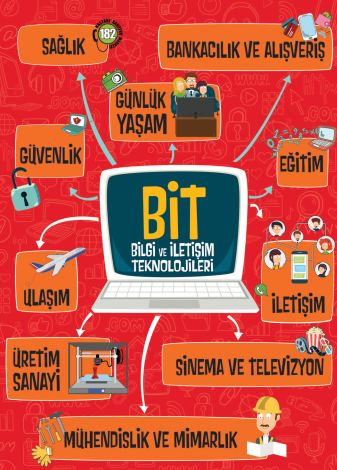 SAĞLIK
182
BANKACILIK VE ALIŞVERİŞ
GÜNLÜK
YAŞAM
GÜVENLİK
EĞİTİM
BİT
BİLGİ VE İLETİŞİM
TEKNOLOJİLERİ
ULAŞIM
İLETİŞİM
ÜRETİM
SANAYİ
SİNEMA VE TELEVİZYON
MÜHENDİSLİK VE MİMARLIK